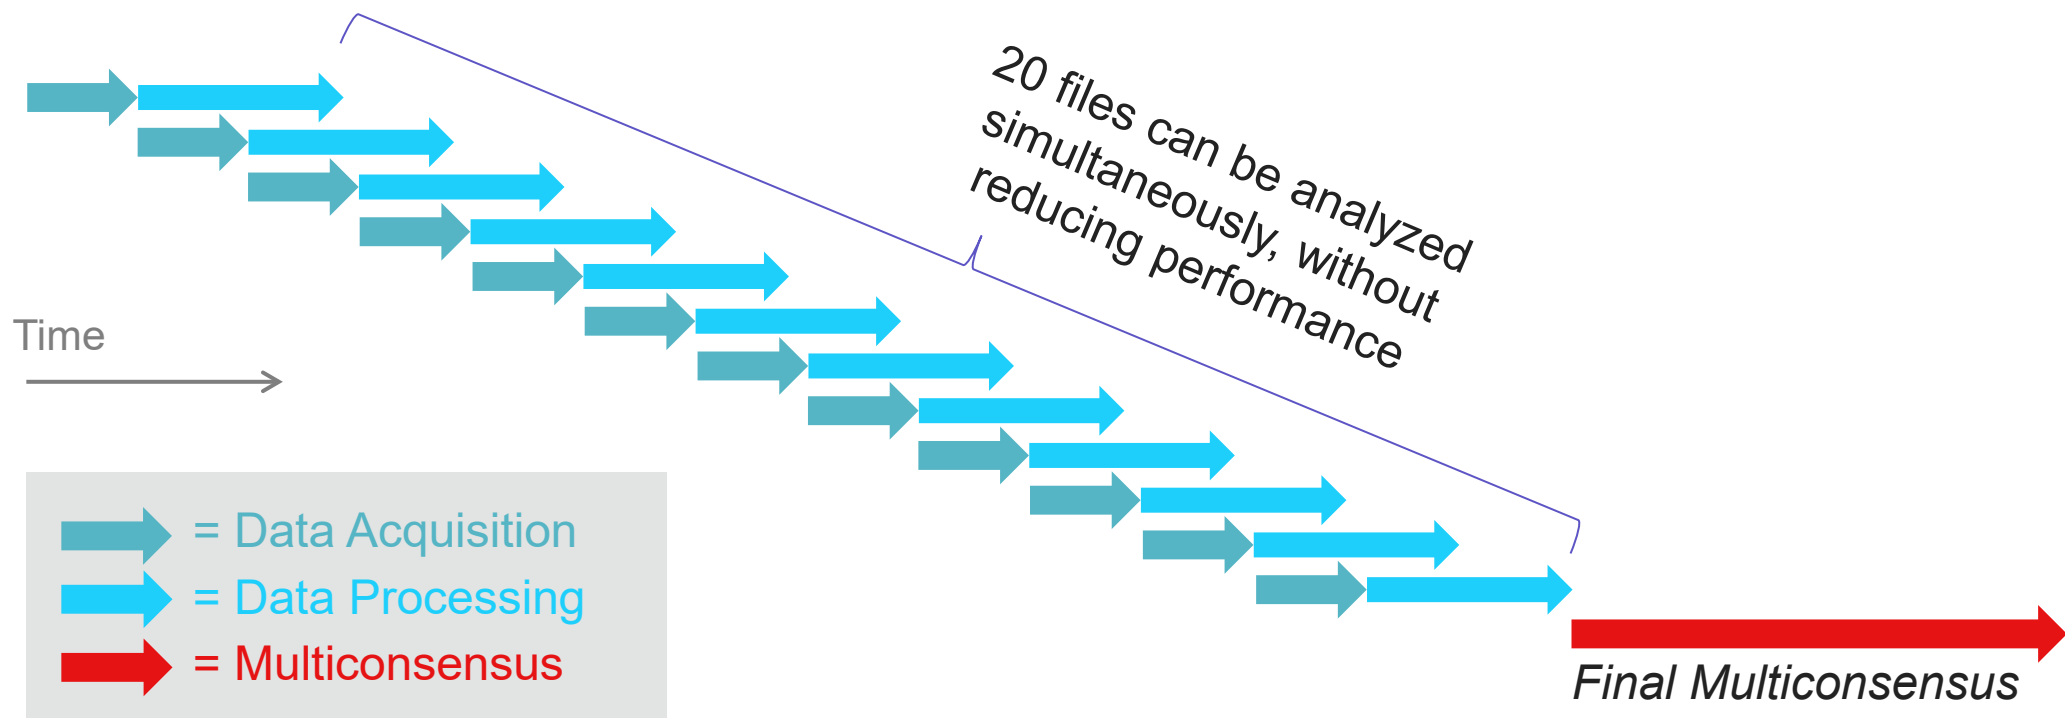 20 files can be analyzed
simultaneously, without
reducing performance
Time
= Data Acquisition
= Data Processing
= Multiconsensus
Final Multiconsensus